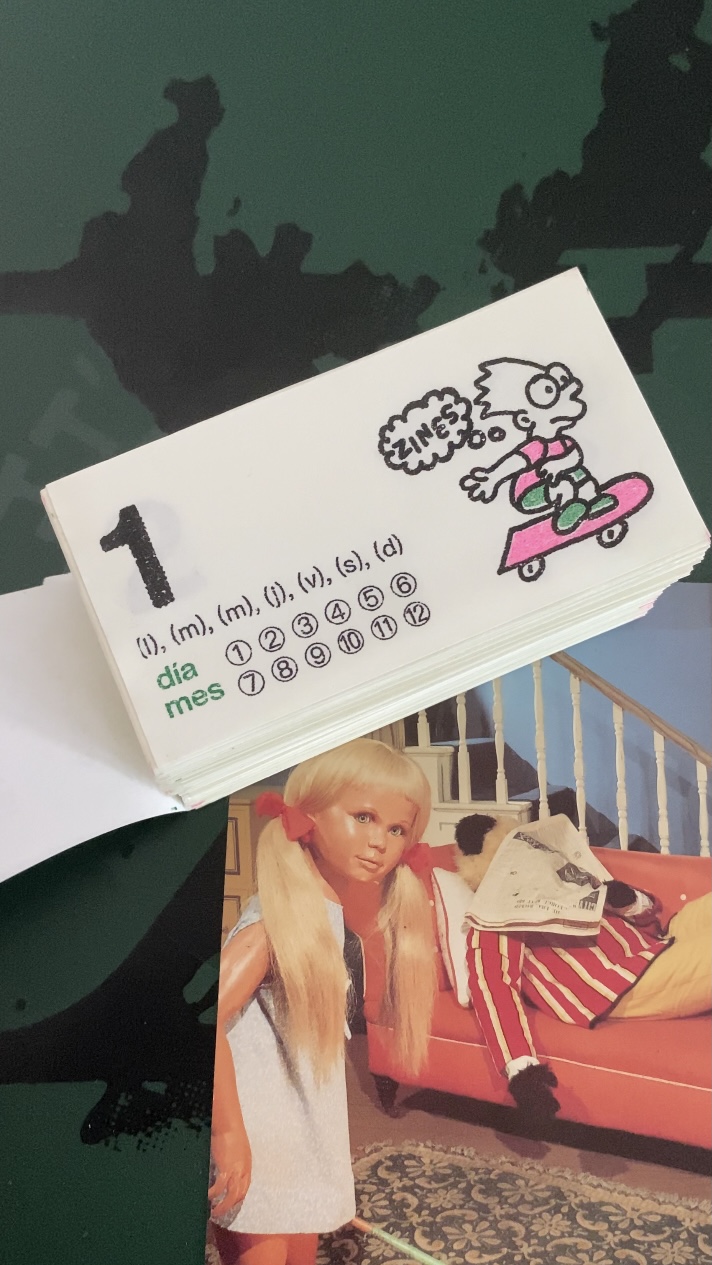 ZINES
1
(l), (m), (m), (j), (v), (s), (d)
día ① ② ③ ④ ⑤ ⑥
mes ⑦ ⑧ ⑨ ⑩ ⑪ ⑫